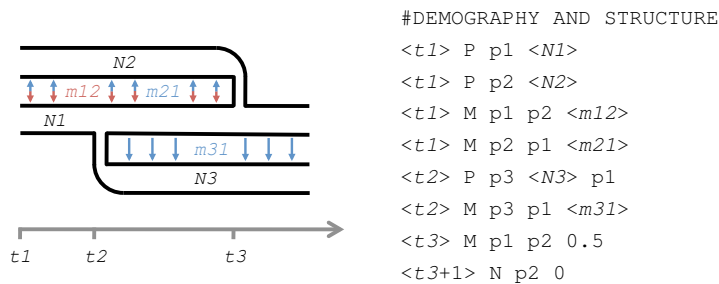 N2
m12 m21
N1
m31
N3
t1 t2 t3
#DEMOGRAPHY AND STRUCTURE
<t1> P p1 <N1>
<t1> P p2 <N2>
<t1> M p1 p2 <m12>
<t1> M p2 p1 <m21>
<t2> P p3 <N3> p1
<t2> M p3 p1 <m31>
<t3> M p1 p2 0.5
<t3+1> N p2 0